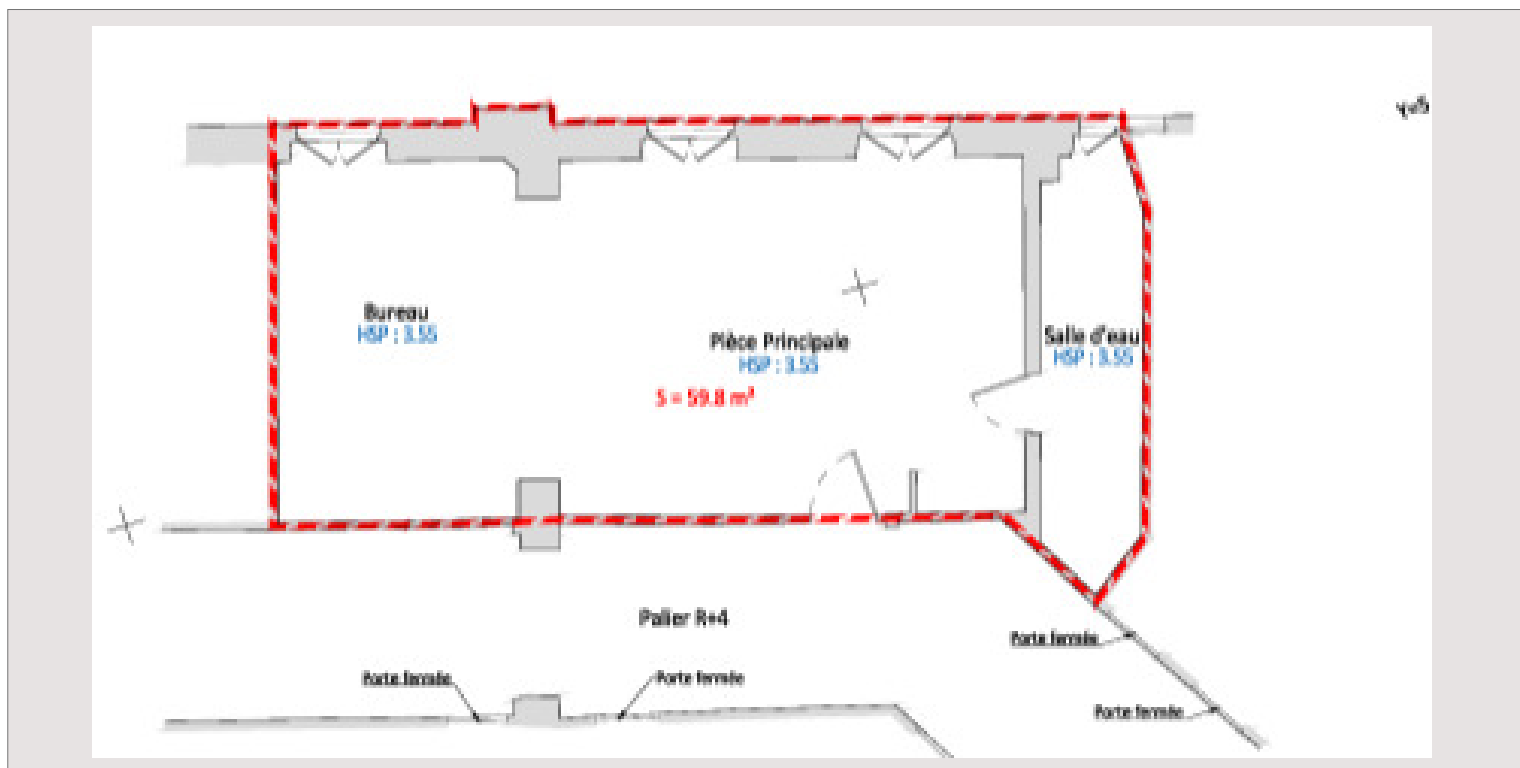 Bureau
HSP : 3.55
Pièce Principale
HSP : 3.55
S = 59.8 m²
Salle d'eau
HSP : 3.55
Palier R+4
Porte fermée
Porte fermée
Porte fermée
Porte fermée